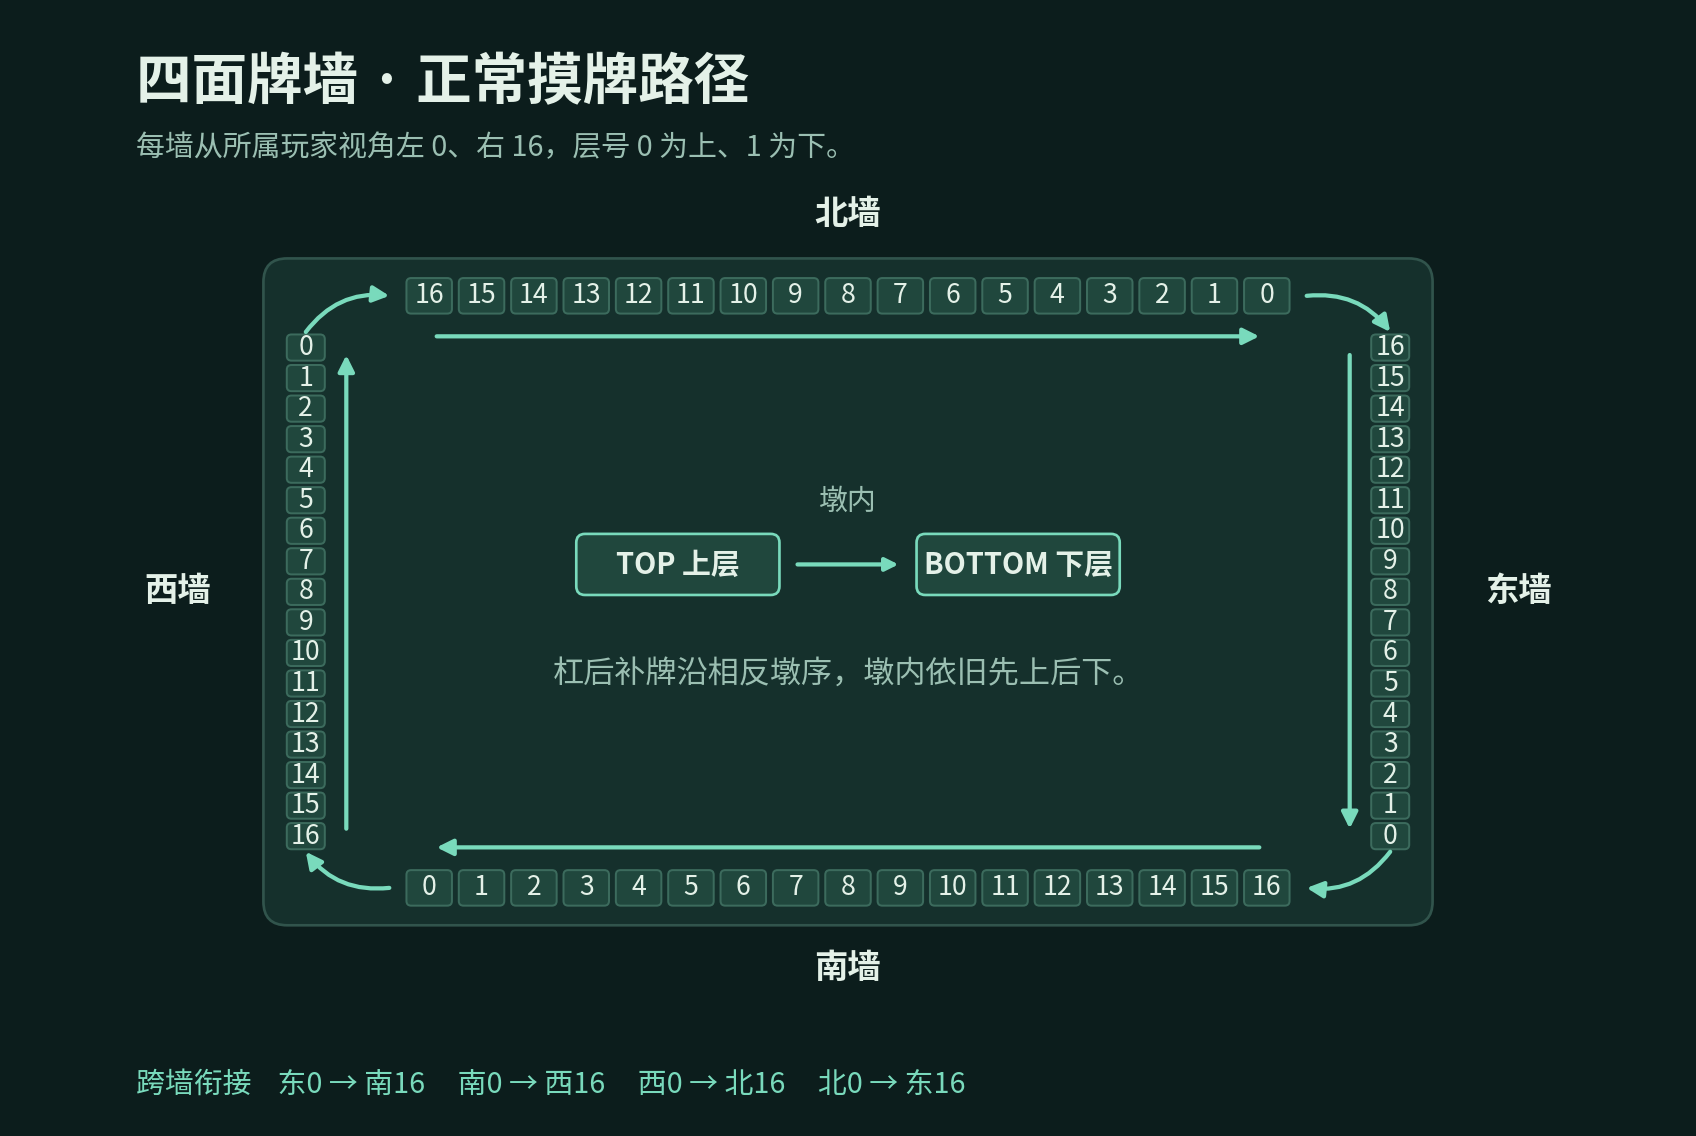 四面牌墙 · 正常摸牌路径
每墙从所属玩家视角左 0、右 16，层号 0 为上、1 为下。
北墙
16 15 14 13 12 11 10 9 8 7 6 5 4 3 2 1 0
西墙
0
1
2
3
4
5
6
7
8
9
10
11
12
13
14
15
16
墩内
TOP 上层 → BOTTOM 下层
杠后补牌沿相反墩序，墩内依旧先上后下。
16
15
14
13
12
11
10
9
8
7
6
5
4
3
2
1
0
东墙
0 1 2 3 4 5 6 7 8 9 10 11 12 13 14 15 16
南墙
跨墙衔接 东0 → 南16 南0 → 西16 西0 → 北16 北0 → 东16